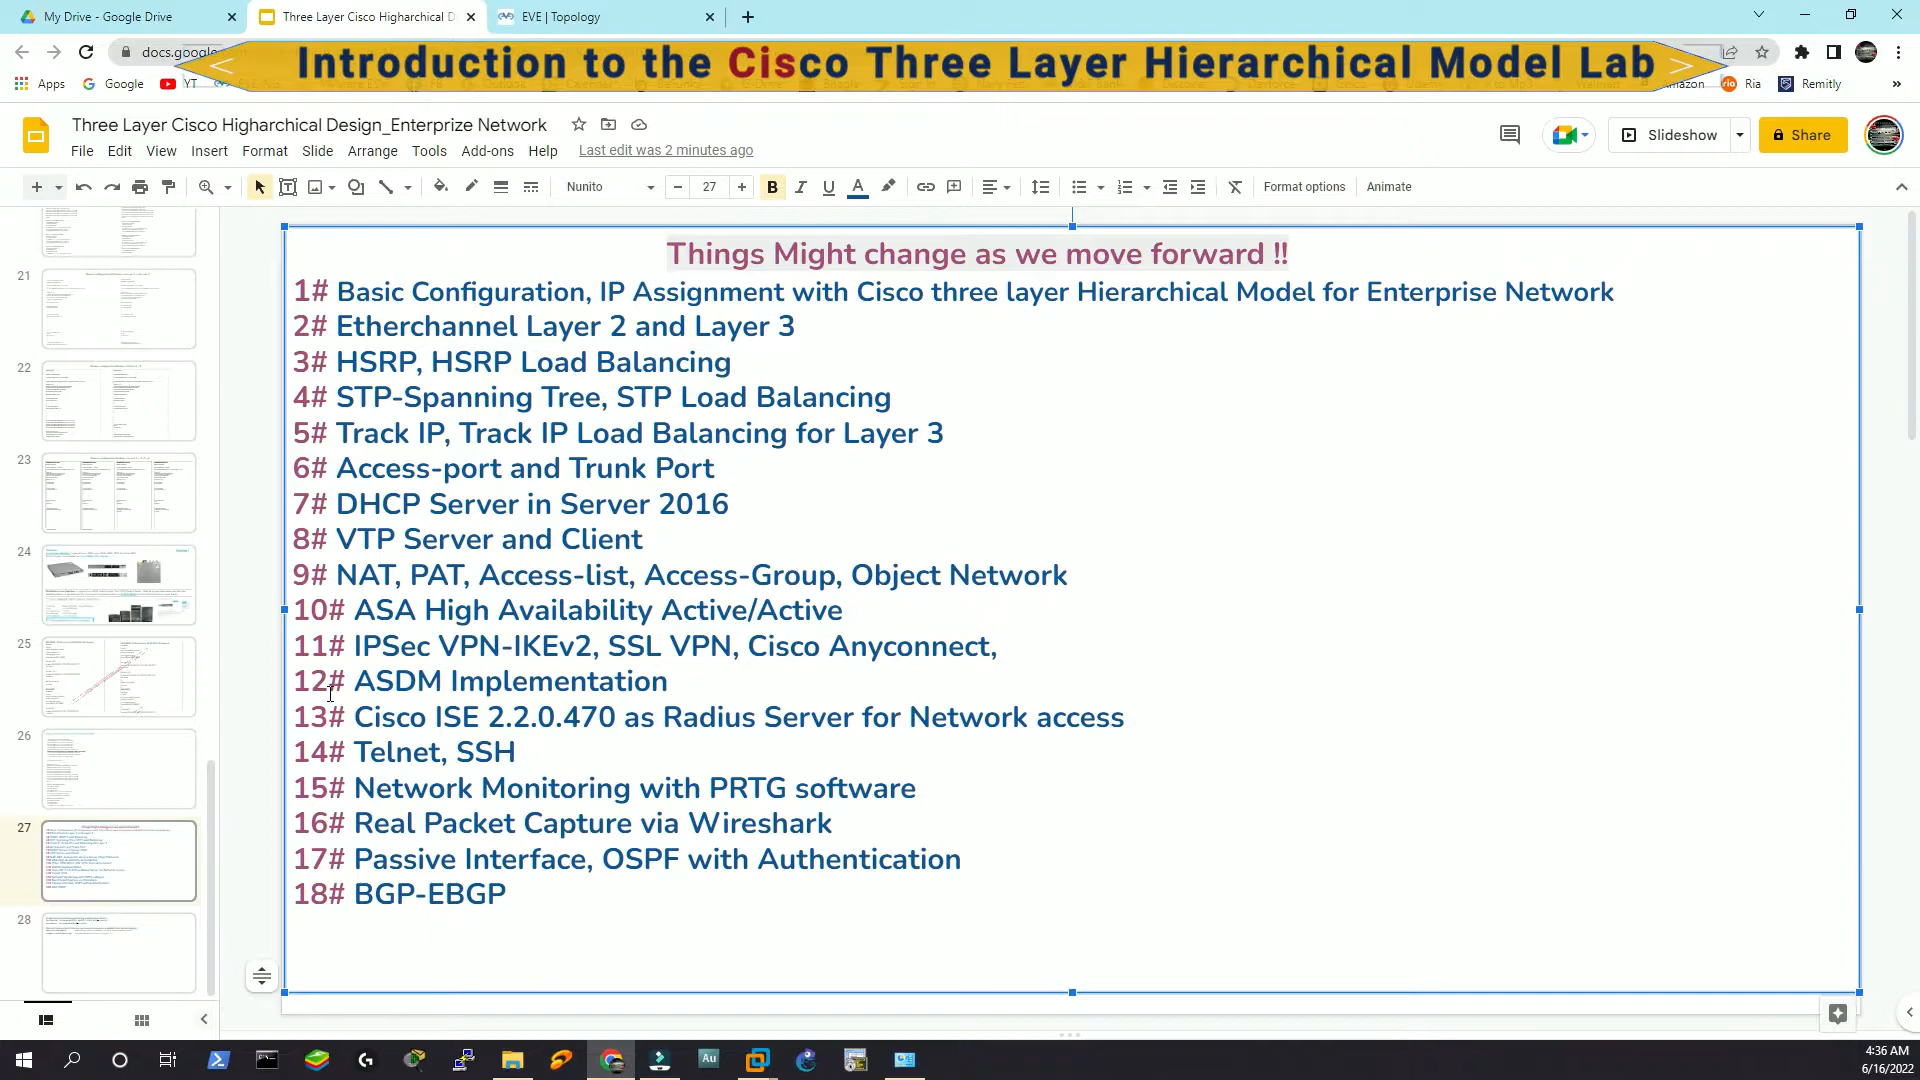 My Drive - Google Drive
Three Layer Cisco Higharchical D
EVE | Topology
docs.google
< Introduction to the Cisco Three Layer Hierarchical Model Lab >
Apps
Google
YT
Amazon
Ria
Remitly
»
Three Layer Cisco Higharchical Design_Enterprize Network
Slideshow
Share
File Edit View Insert Format Slide Arrange Tools Add-ons Help Last edit was 2 minutes ago
Nunito
27
B I U A
Format options
Animate
Things Might change as we move forward !!
1# Basic Configuration, IP Assignment with Cisco three layer Hierarchical Model for Enterprise Network
2# Etherchannel Layer 2 and Layer 3
3# HSRP, HSRP Load Balancing
4# STP-Spanning Tree, STP Load Balancing
5# Track IP, Track IP Load Balancing for Layer 3
6# Access-port and Trunk Port
7# DHCP Server in Server 2016
8# VTP Server and Client
9# NAT, PAT, Access-list, Access-Group, Object Network
10# ASA High Availability Active/Active
11# IPSec VPN-IKEv2, SSL VPN, Cisco Anyconnect,
12# ASDM Implementation
13# Cisco ISE 2.2.0.470 as Radius Server for Network access
14# Telnet, SSH
15# Network Monitoring with PRTG software
16# Real Packet Capture via Wireshark
17# Passive Interface, OSPF with Authentication
18# BGP-EBGP
21
22
23
24
25
26
27
28
Au
4:36 AM
6/16/2022